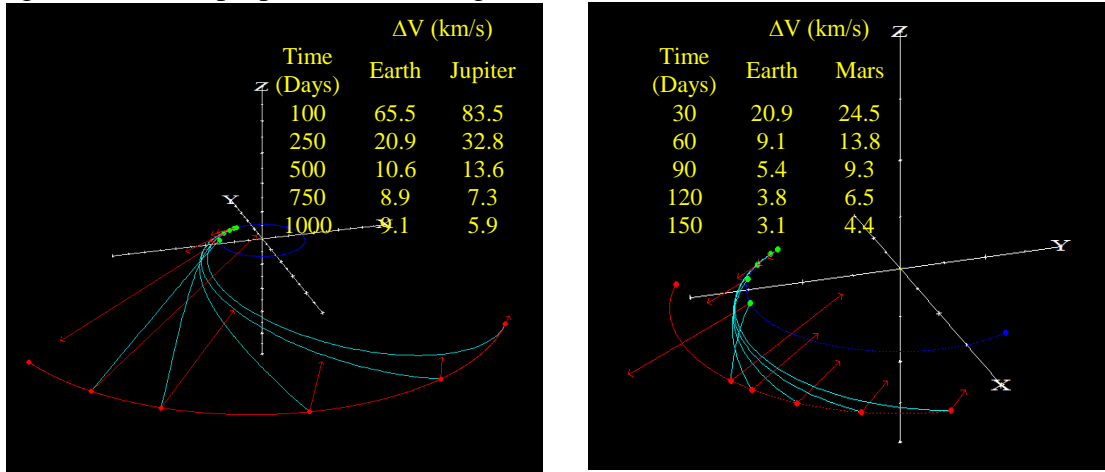 ΔV (km/s)
Time
(Days) Earth Jupiter
100 65.5 83.5
250 20.9 32.8
500 10.6 13.6
750 8.9 7.3
1000 9.1 5.9
Z
Y
ΔV (km/s)
Time
(Days) Earth Mars
30 20.9 24.5
60 9.1 13.8
90 5.4 9.3
120 3.8 6.5
150 3.1 4.4
Z
Y
X